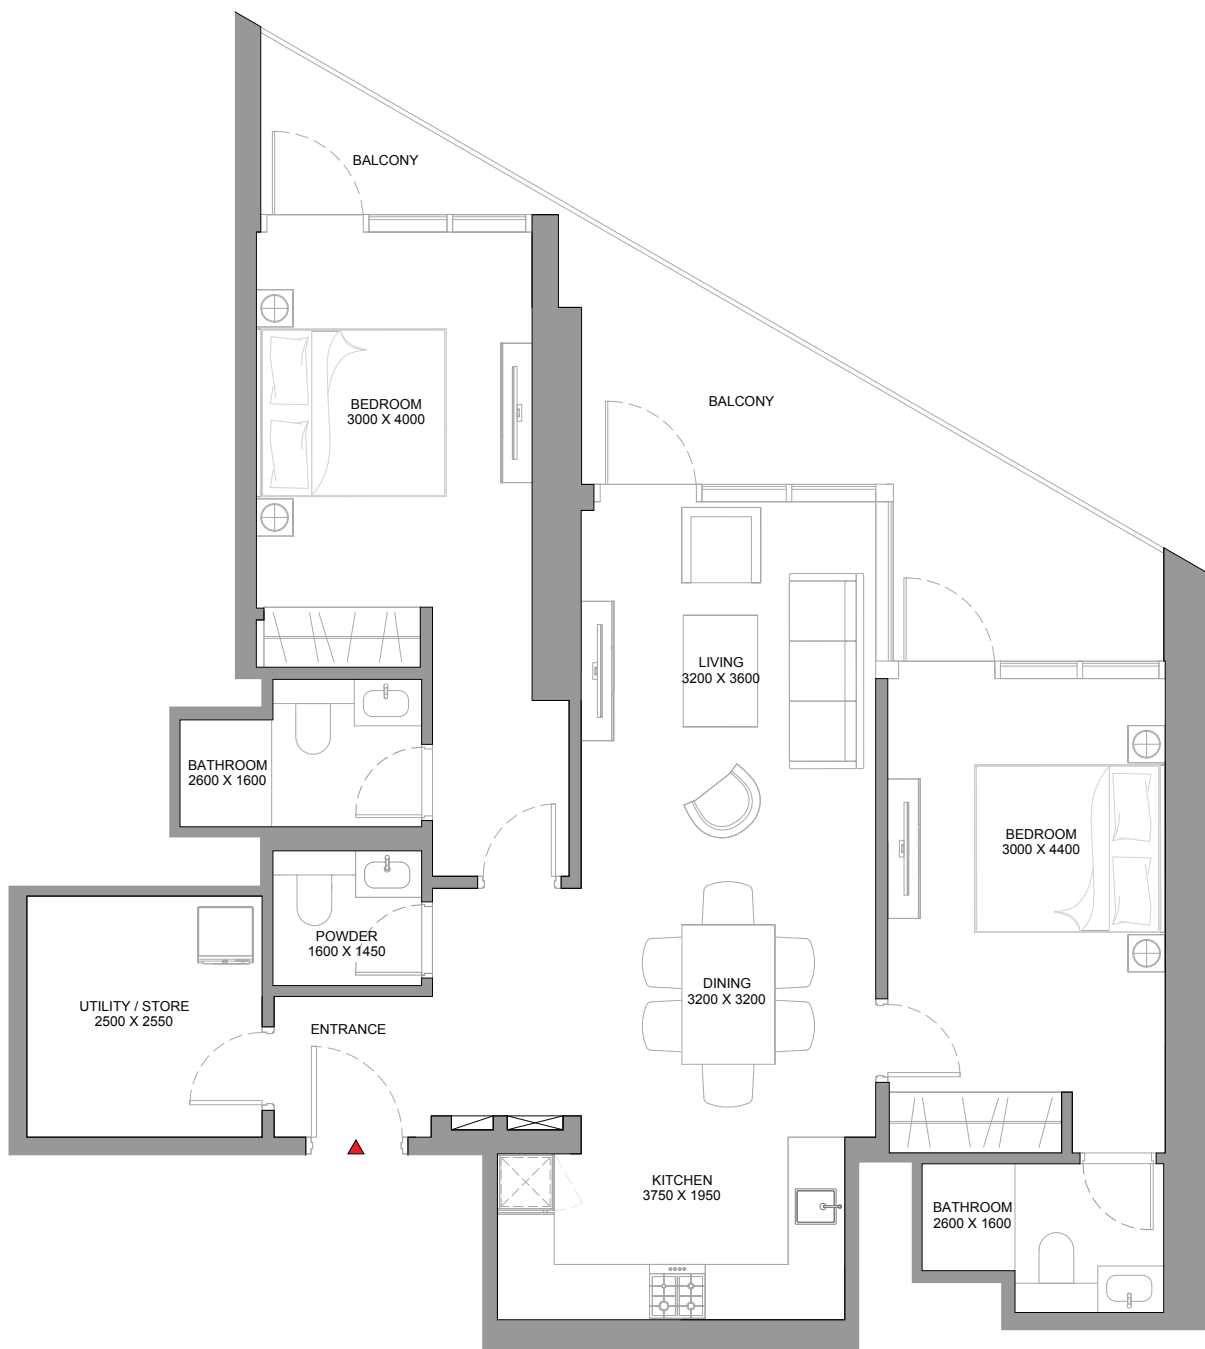 BALCONY
BEDROOM
3000 X 4000
BALCONY
LIVING
3200 X 3600
BATHROOM
2600 X 1600
BEDROOM
3000 X 4400
POWDER
1600 X 1450
DINING
3200 X 3200
UTILITY / STORE
2500 X 2550
ENTRANCE
KITCHEN
3750 X 1950
BATHROOM
2600 X 1600